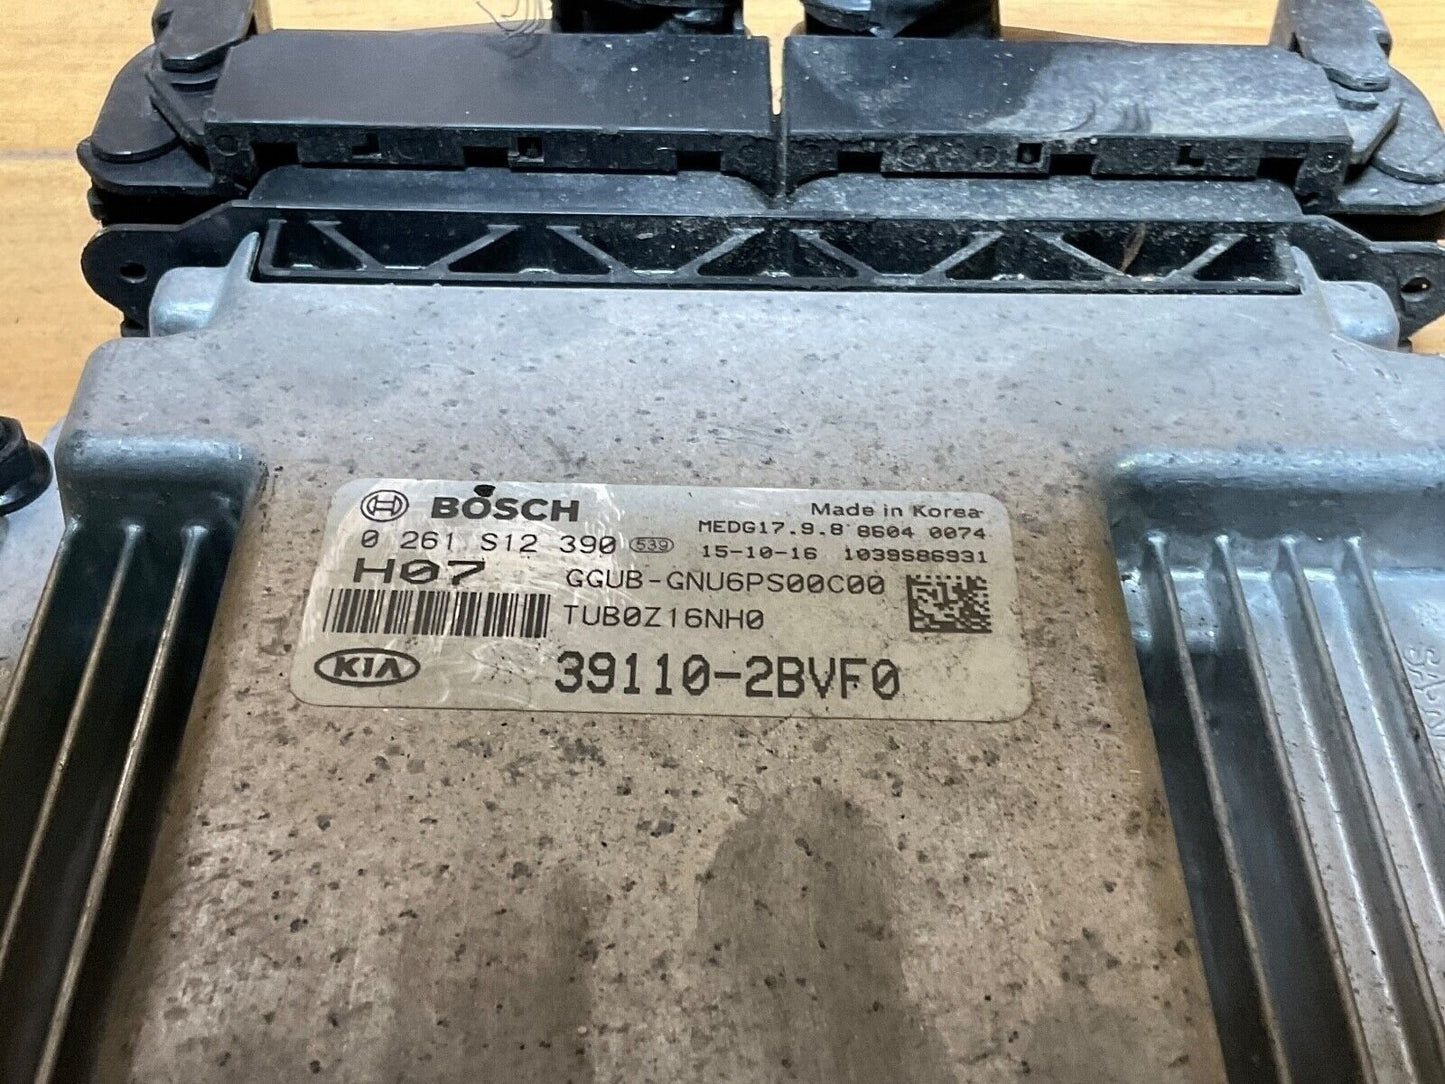 BOSCH
Made in Korea
MEDG17.9.8 8604 0074
0 261 S12 390 539
15-10-16 1039S86931
H07
GGUB-GNU6PS00C00
TUB0Z16NH0
KIA
39110-2BVF0